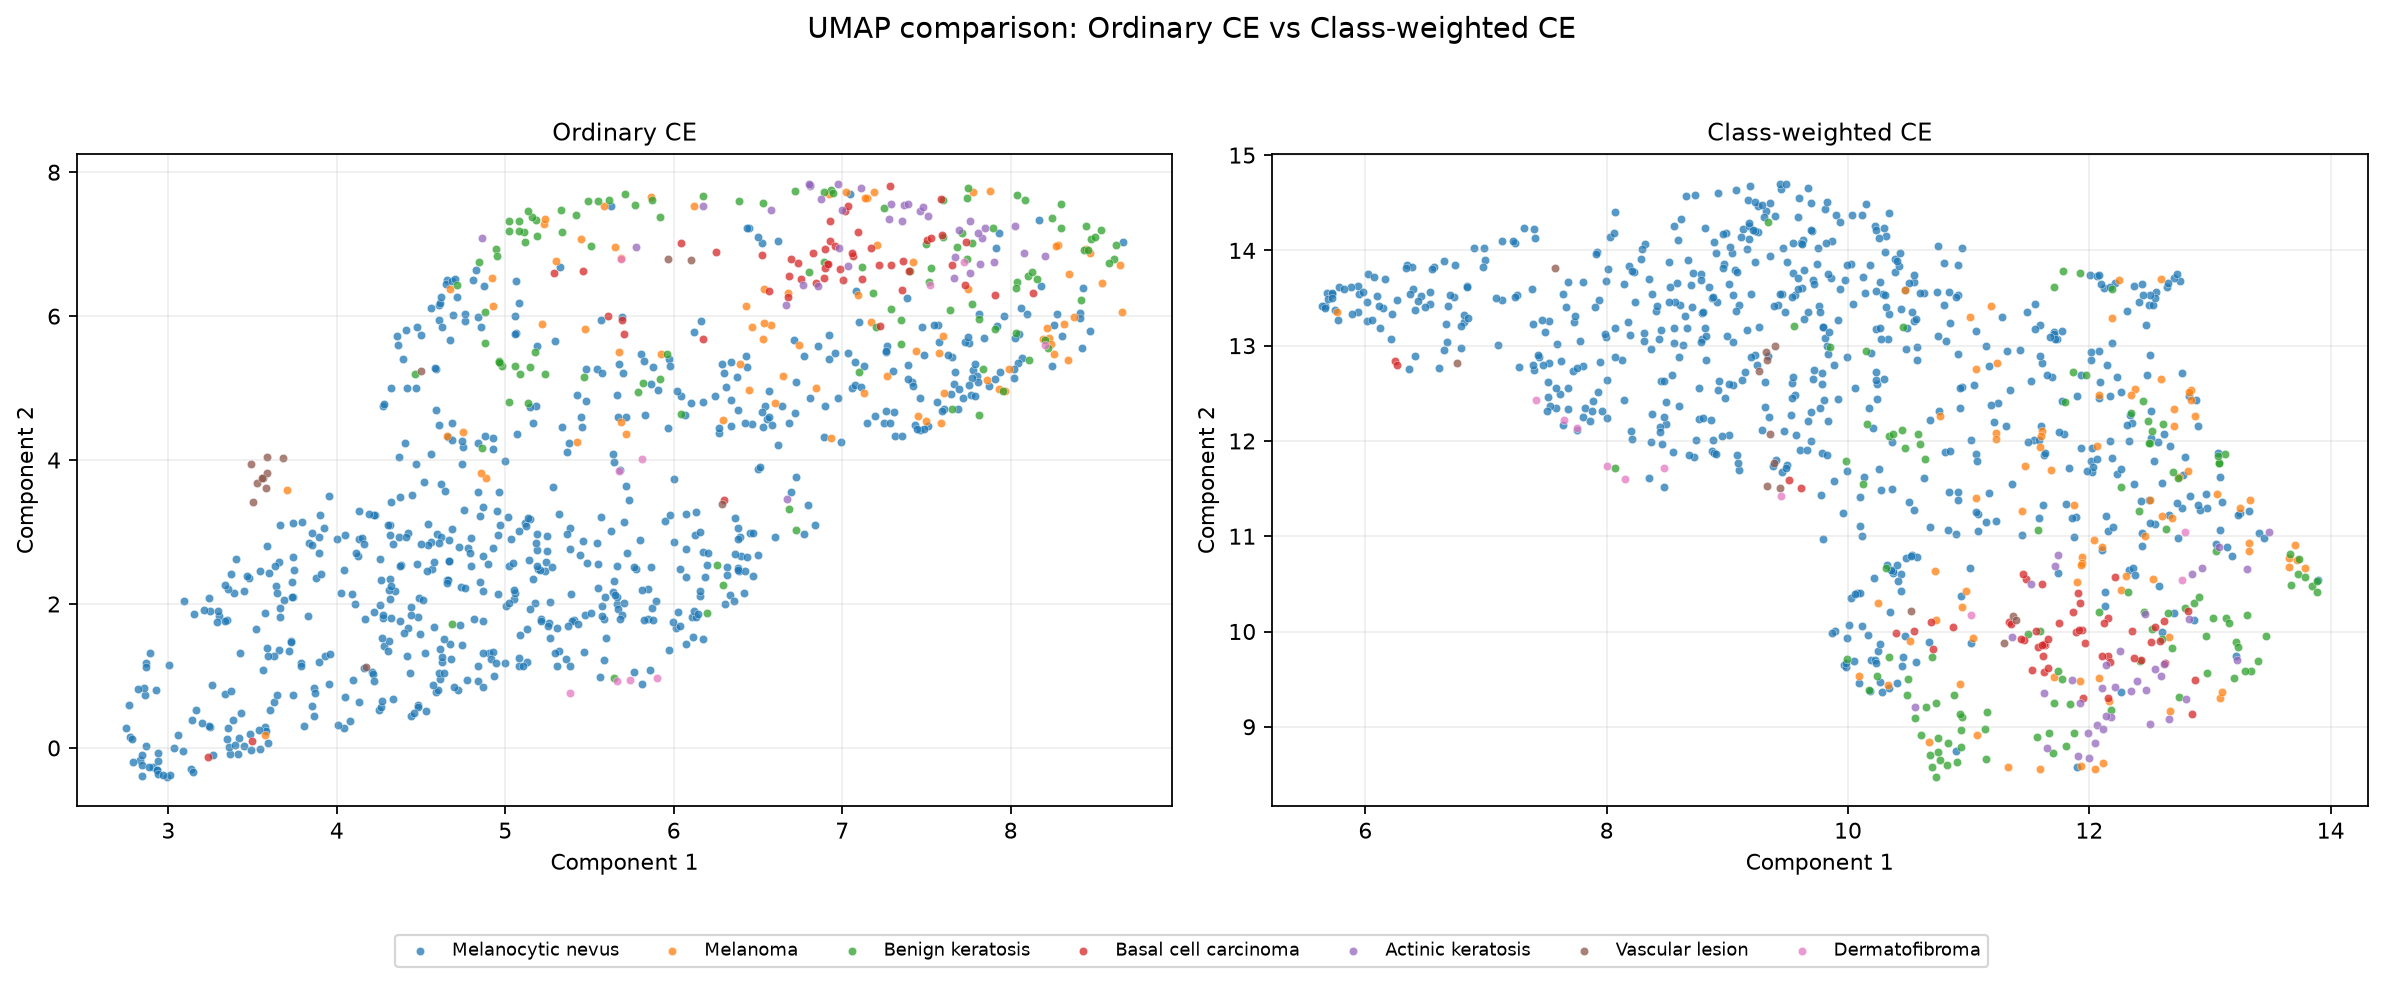 UMAP comparison: Ordinary CE vs Class-weighted CE
Ordinary CE
Component 2
8
6
4
2
0
3 4 5 6 7 8
Component 1
Class-weighted CE
Component 2
15
14
13
12
11
10
9
6 8 10 12 14
Component 1
Melanocytic nevus Melanoma Benign keratosis Basal cell carcinoma Actinic keratosis Vascular lesion Dermatofibroma